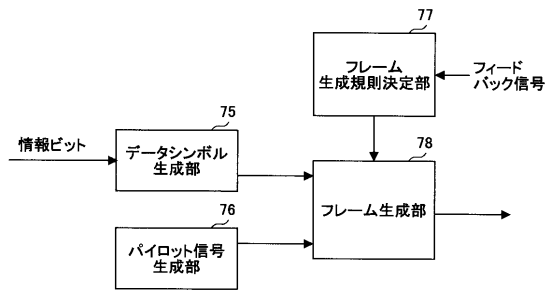 77
フレーム
生成規則決定部
フィード
バック信号
75
情報ビット
データシンボル
生成部
78
フレーム生成部
76
パイロット信号
生成部